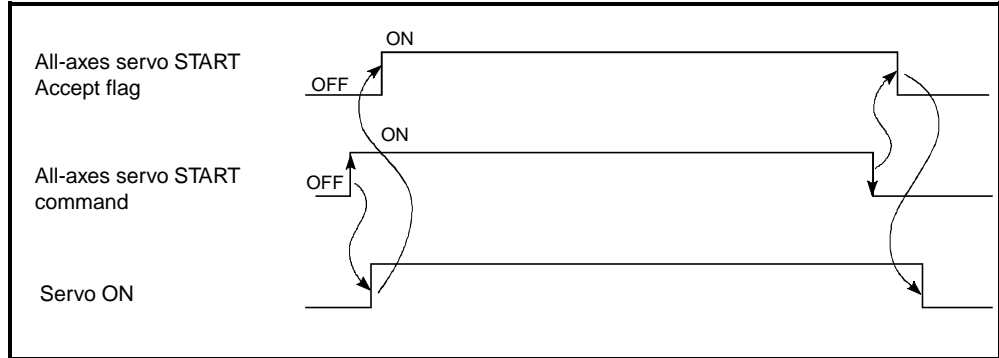 ON
All-axes servo START
Accept flag
OFF
ON
All-axes servo START
command
OFF
Servo ON